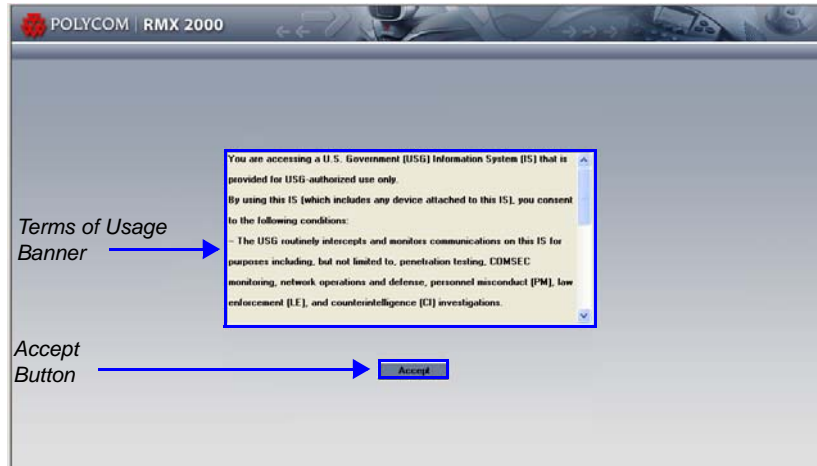 POLYCOM | RMX 2000
You are accessing a U.S. Government (USG) Information System (IS) that is
provided for USG-authorized use only.
By using this IS (which includes any device attached to this IS), you consent
to the following conditions:
- The USG routinely intercepts and monitors communications on this IS for
purposes including, but not limited to, penetration testing, COMSEC
monitoring, network operations and defense, personnel misconduct (PM), law
enforcement (LE), and counterintelligence (CI) investigations.
Terms of Usage
Banner
Accept
Button
Accept